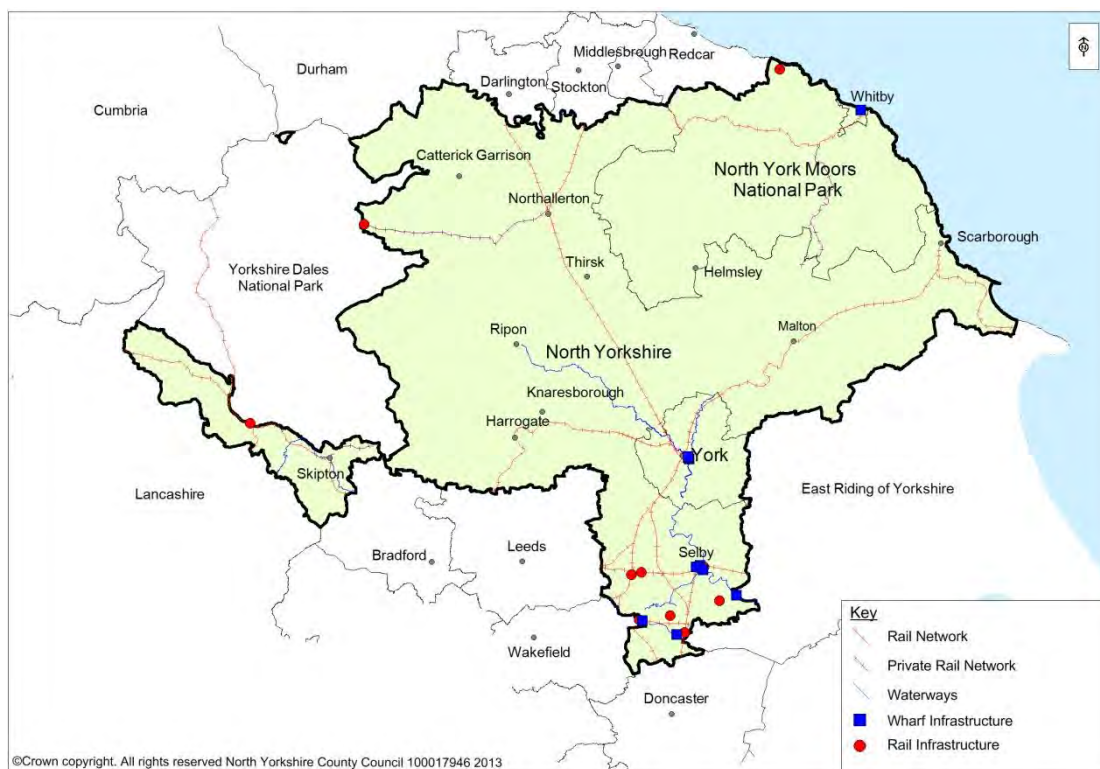 Redcar
Middlesbrough
Durham
Darlington
Stockton
Cumbria
Whitby
Catterick Garrison
North York Moors
National Park
Northallerton
Scarborough
Yorkshire Dales
National Park
Thirsk
Helmsley
Ripon
North Yorkshire
Malton
Knaresborough
Harrogate
York
Skipton
Lancashire
East Riding of Yorkshire
Bradford
Leeds
Selby
Wakefield
Doncaster
Key
Rail Network
Private Rail Network
Waterways
Wharf Infrastructure
Rail Infrastructure
©Crown copyright. All rights reserved North Yorkshire County Council 100017946 2013